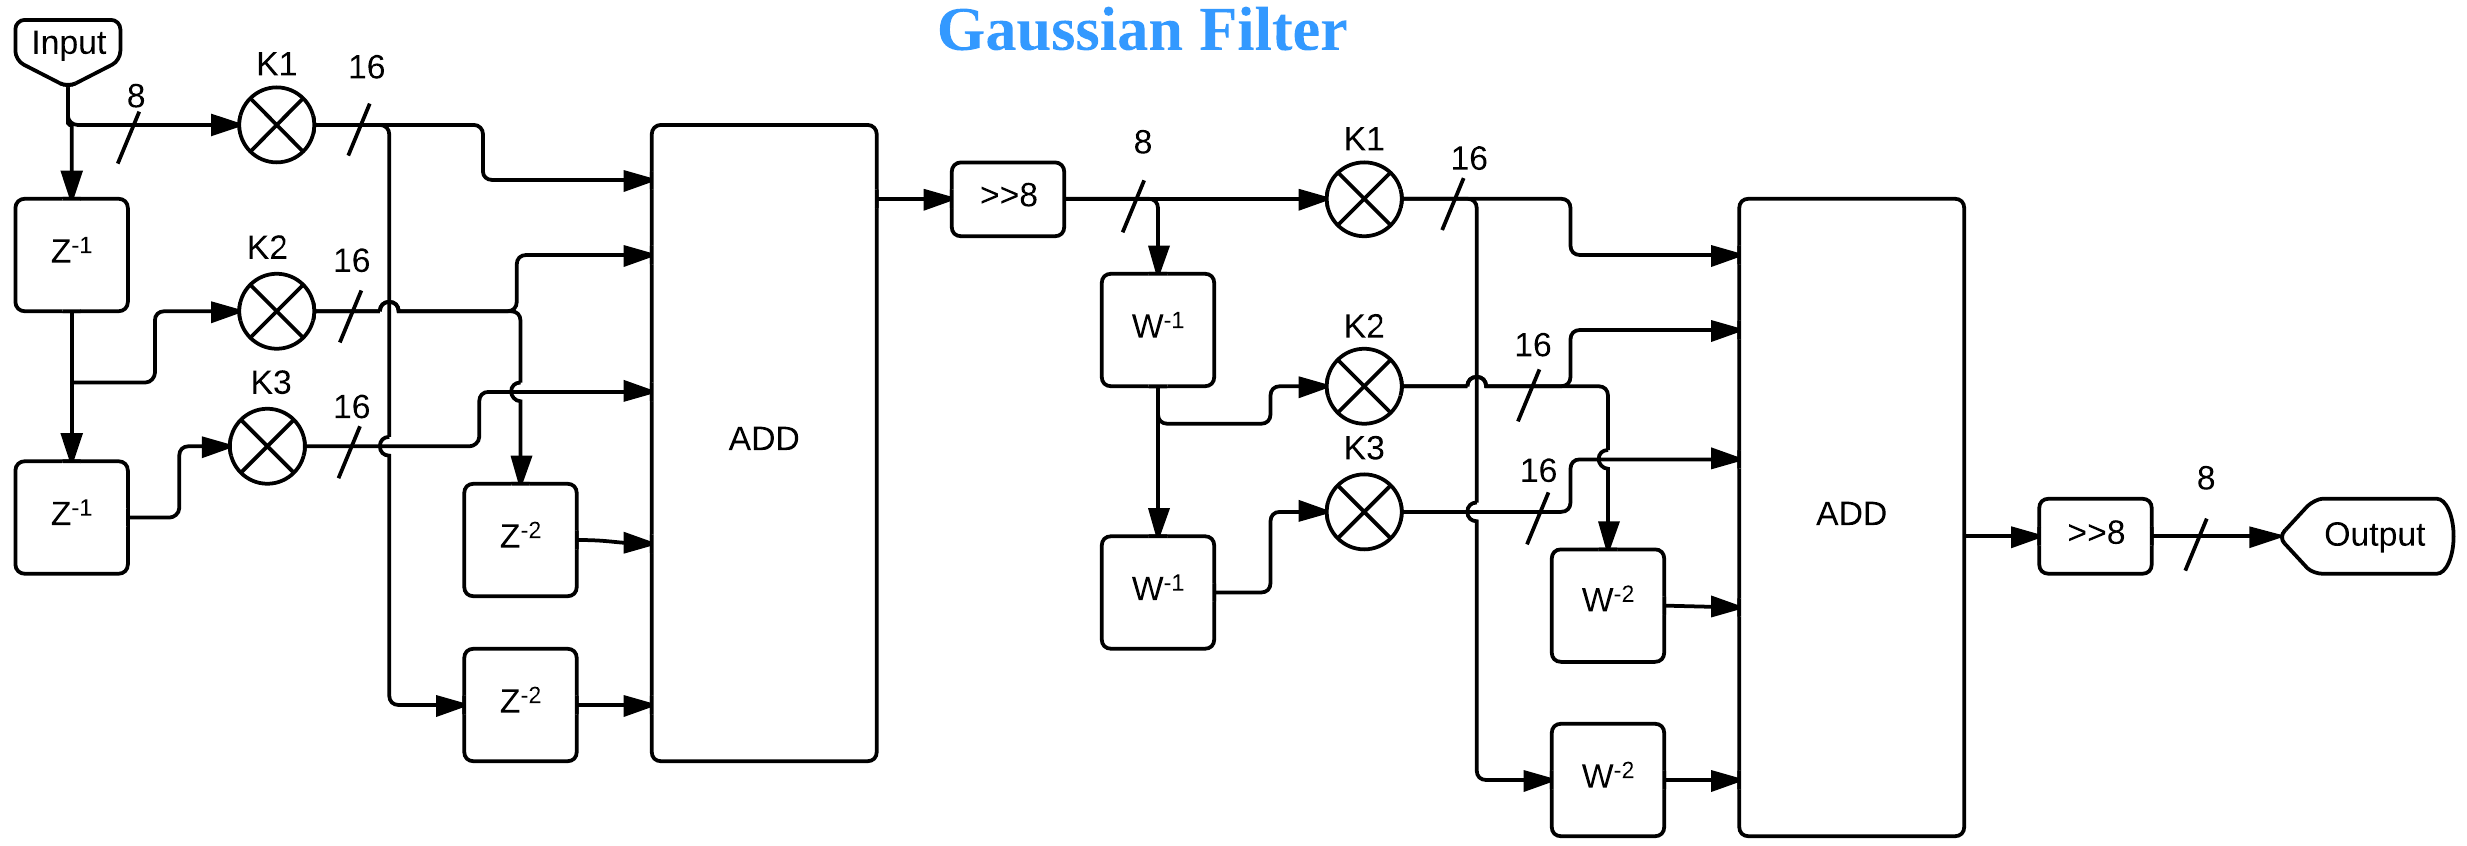 Gaussian Filter
Input
8
K1
16
Z-1
K2
16
K3
16
Z-1
Z-2
Z-2
ADD
>>8
8
K1
16
W-1
K2
16
K3
16
W-1
W-2
W-2
ADD
>>8
8
Output